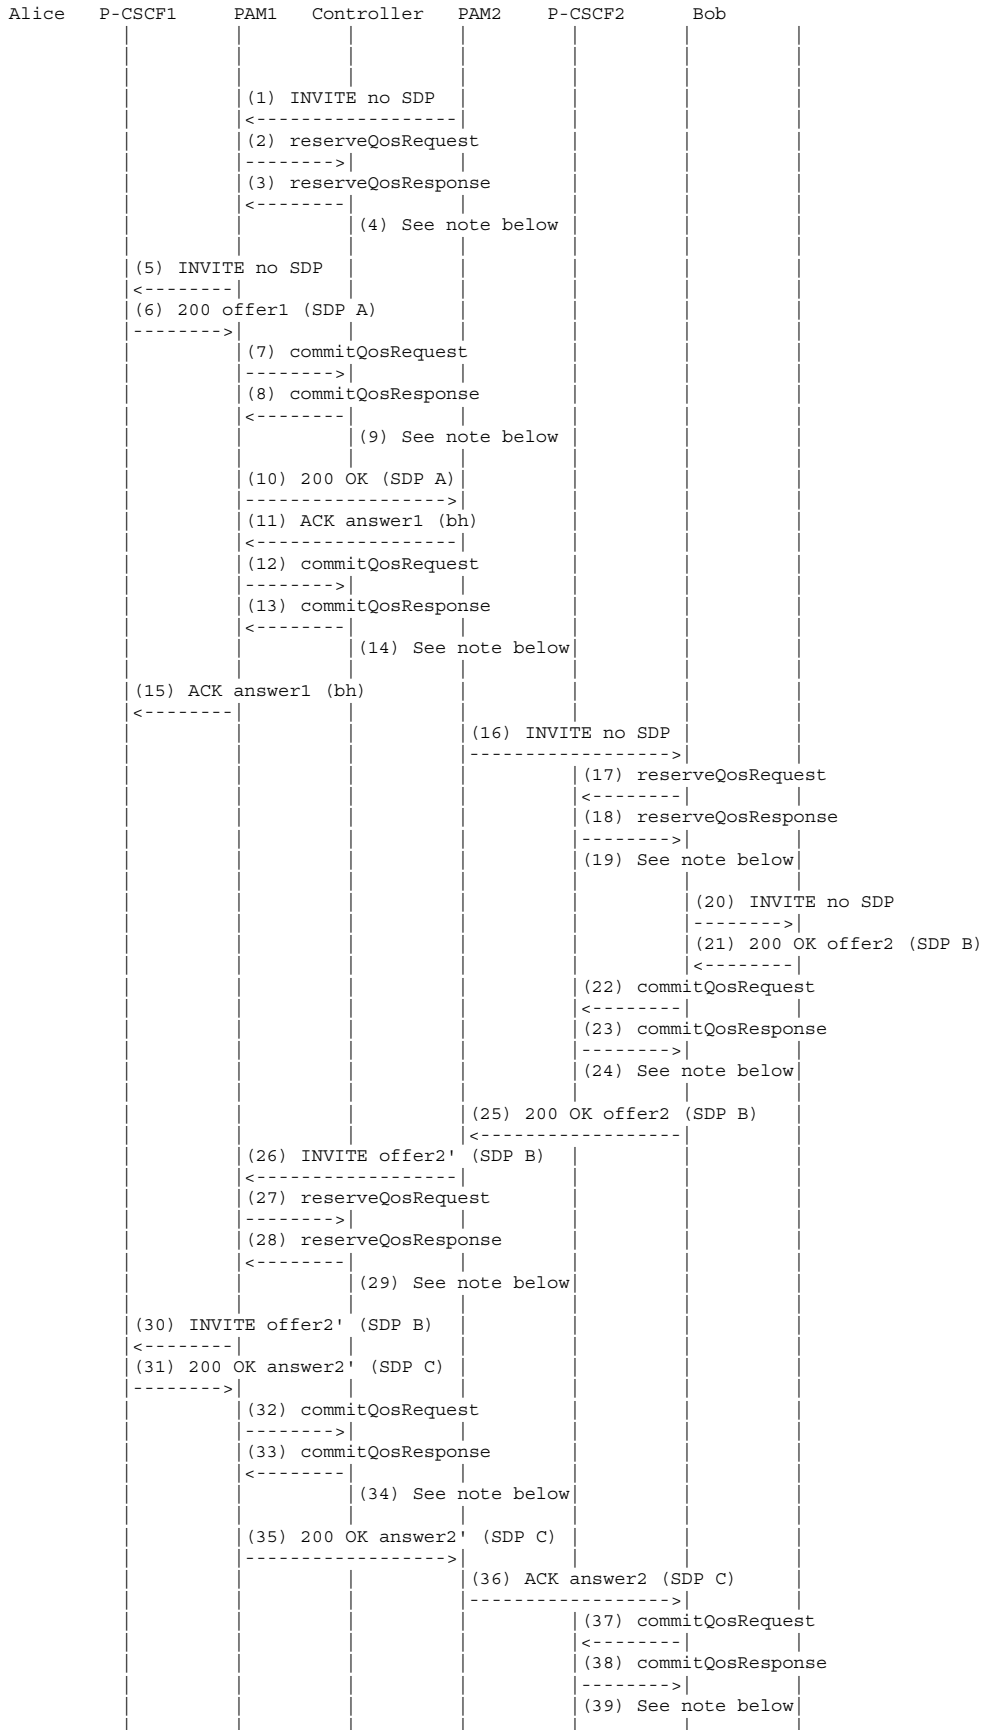 Alice P-CSCF1 PAM1 Controller PAM2 P-CSCF2 Bob
(1) INVITE no SDP
(2) reserveQosRequest
(3) reserveQosResponse
(4) See note below
(5) INVITE no SDP
(6) 200 offer1 (SDP A)
(7) commitQosRequest
(8) commitQosResponse
(9) See note below
(10) 200 OK (SDP A)
(11) ACK answer1 (bh)
(12) commitQosRequest
(13) commitQosResponse
(14) See note below
(15) ACK answer1 (bh)
(16) INVITE no SDP
(17) reserveQosRequest
(18) reserveQosResponse
(19) See note below
(20) INVITE no SDP
(21) 200 OK offer2 (SDP B)
(22) commitQosRequest
(23) commitQosResponse
(24) See note below
(25) 200 OK offer2 (SDP B)
(26) INVITE offer2' (SDP B)
(27) reserveQosRequest
(28) reserveQosResponse
(29) See note below
(30) INVITE offer2' (SDP B)
(31) 200 OK answer2' (SDP C)
(32) commitQosRequest
(33) commitQosResponse
(34) See note below
(35) 200 OK answer2' (SDP C)
(36) ACK answer2 (SDP C)
(37) commitQosRequest
(38) commitQosResponse
(39) See note below